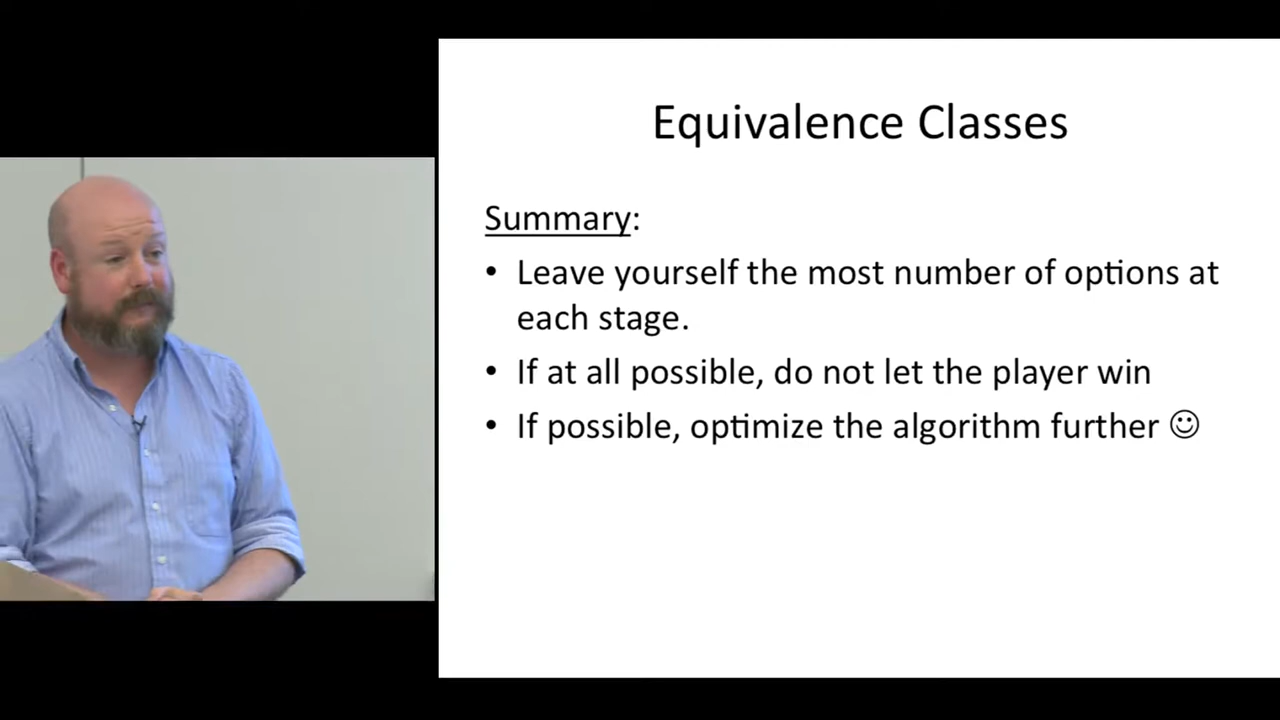 Equivalence Classes
Summary:
• Leave yourself the most number of options at
each stage.
• If at all possible, do not let the player win
• If possible, optimize the algorithm further ☺